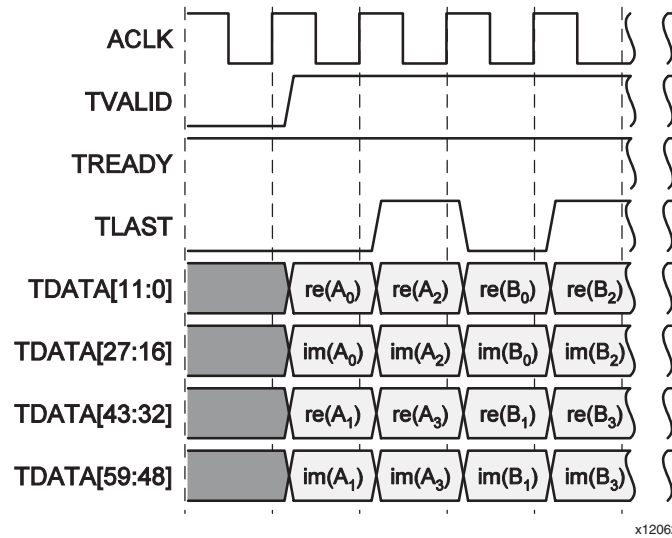 ACLK
TVALID
TREADY
TLAST
TDATA[11:0] re(A₀) re(A₂) re(B₀) re(B₂)
TDATA[27:16] im(A₀) im(A₂) im(B₀) im(B₂)
TDATA[43:32] re(A₁) re(A₃) re(B₁) re(B₃)
TDATA[59:48] im(A₁) im(A₃) im(B₁) im(B₃)